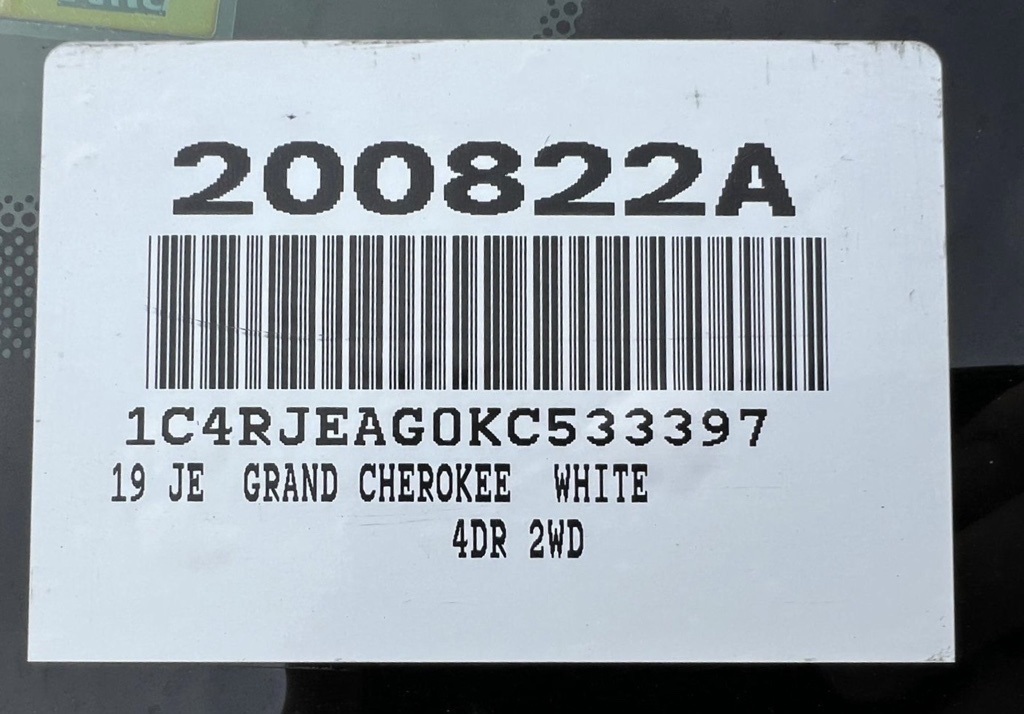 200822A
1C4RJEAG0KC533397
19 JE GRAND CHEROKEE WHITE
4DR 2WD